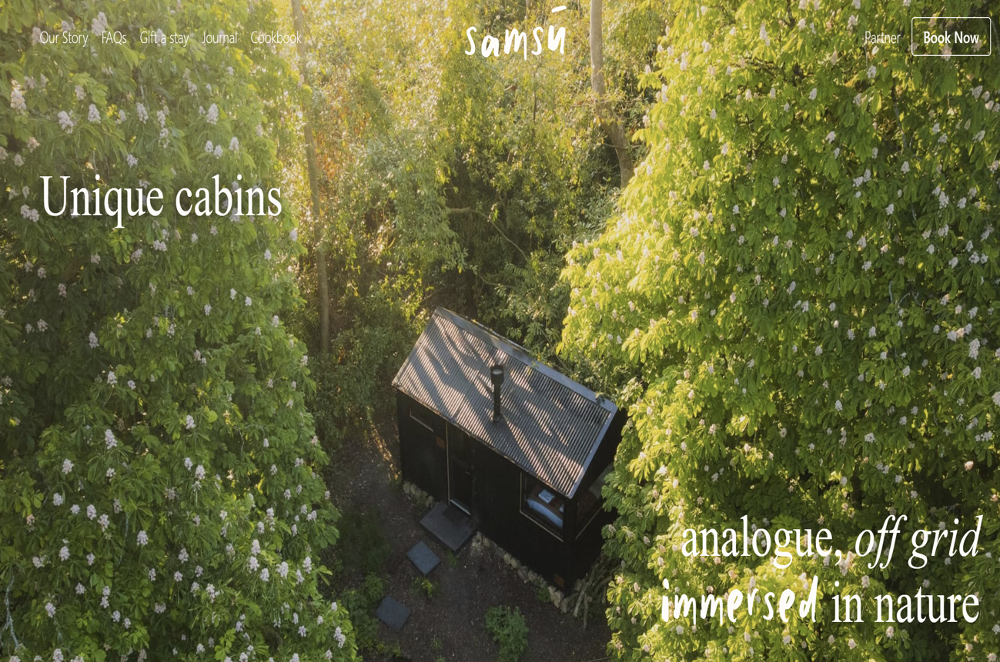 Our Story FAQs Gift a stay Journal Cookbook
samsú
Partner Book Now
Unique cabins
analogue, off grid
immersed in nature